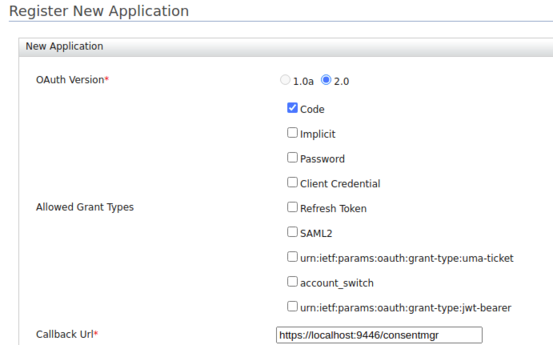 Register New Application
New Application
OAuth Version*
1.0a 2.0
Code
Implicit
Password
Client Credential
Allowed Grant Types
Refresh Token
SAML2
urn:ietf:params:oauth:grant-type:uma-ticket
account_switch
urn:ietf:params:oauth:grant-type:jwt-bearer
Callback Url*
https://localhost:9446/consentmgr